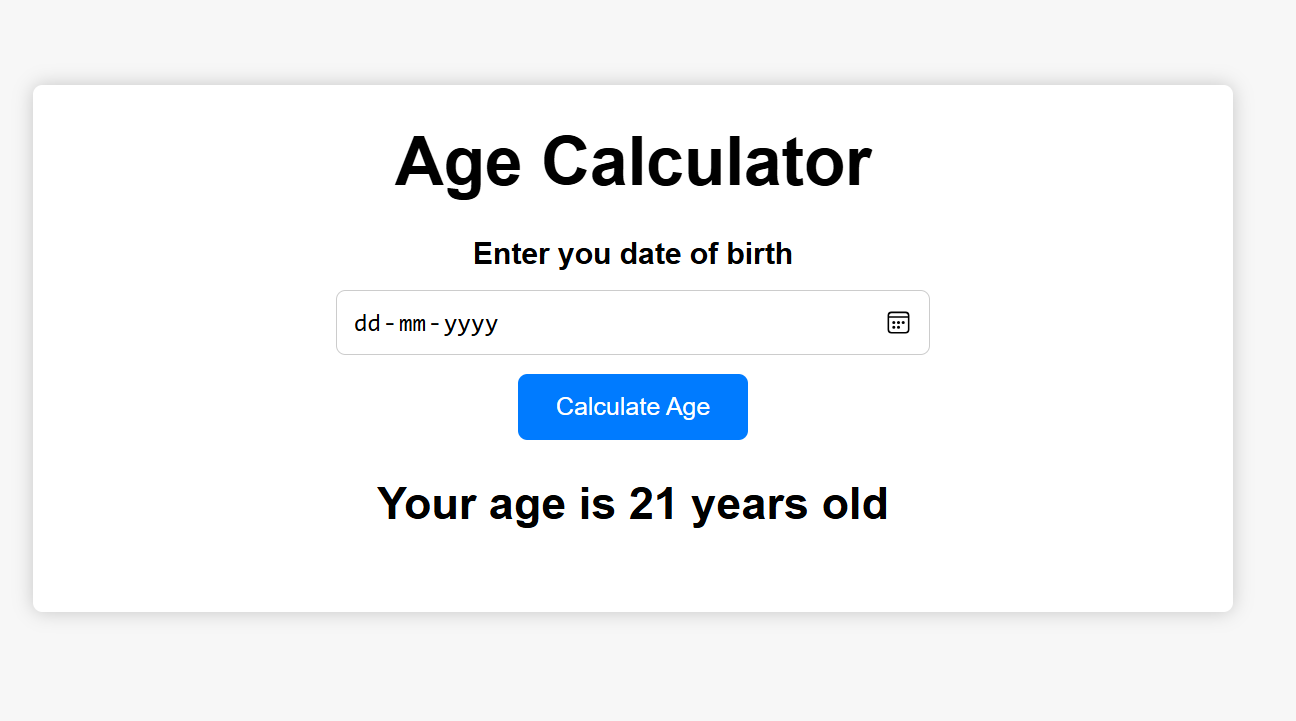 Age Calculator
Enter you date of birth
dd-mm-yyyy
Calculate Age
Your age is 21 years old